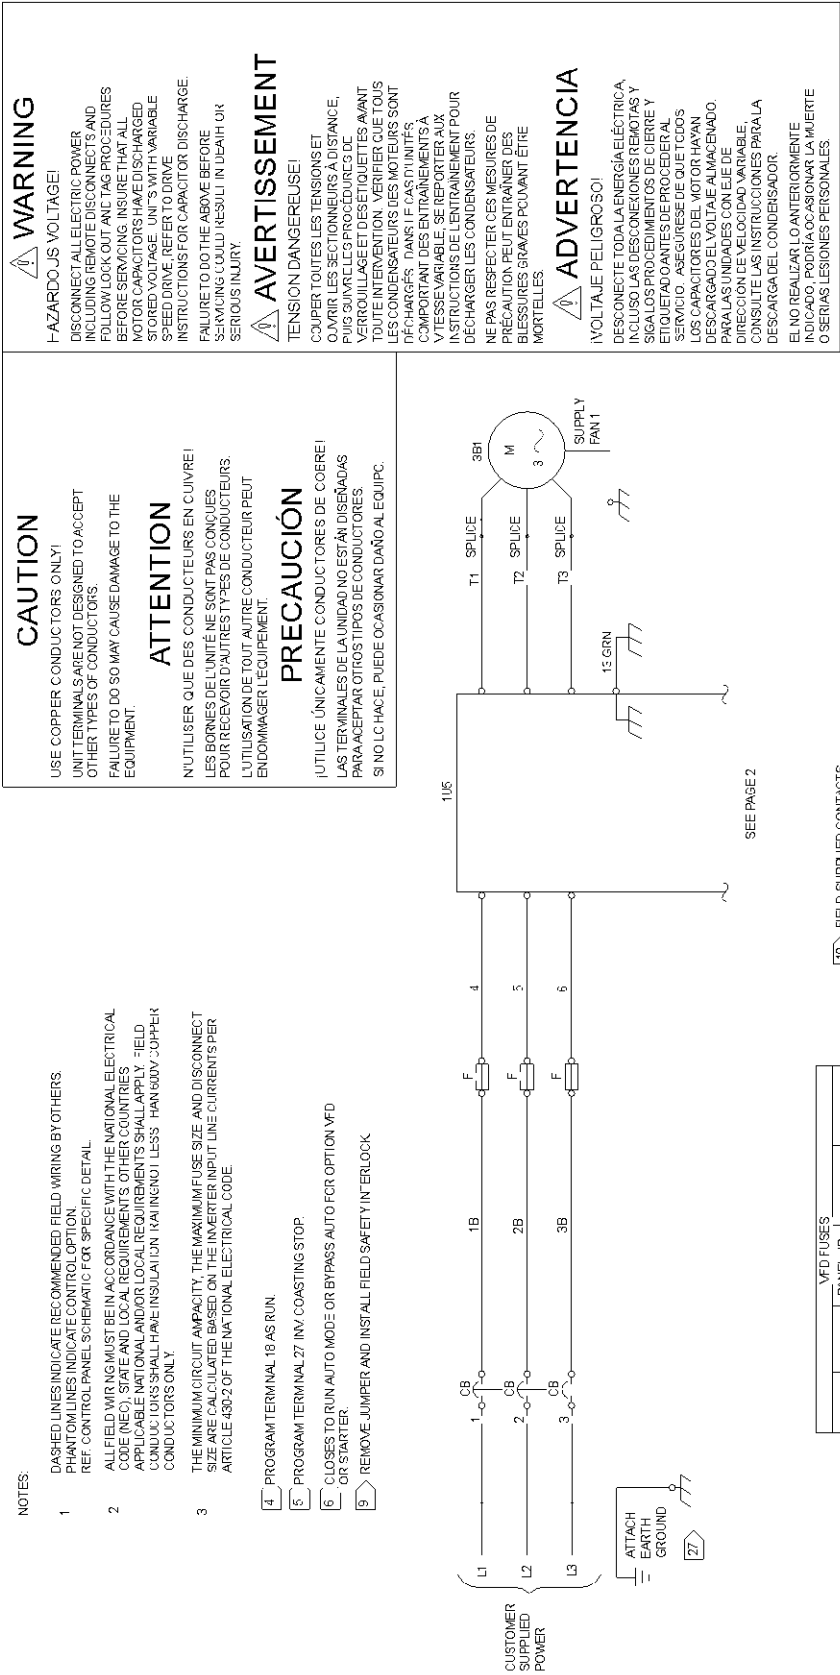 NOTES:
1 DASHED LINES INDICATE RECOMMENDED FIELD WIRING BY OTHERS.
PHANTOM LINES INDICATE CONTROL OPTION.
REF. CONTROL PANEL SCHEMATIC FOR SPECIFIC DETAIL.
2 ALL FIELD WIRING MUST BE IN ACCORDANCE WITH THE NATIONAL ELECTRICAL
CODE (NEC), STATE AND LOCAL REQUIREMENTS. OTHER COUNTRIES
APPLICABLE NATIONAL AND/OR LOCAL REQUIREMENTS SHALL APPLY. FIELD
CONDUCTORS SHALL HAVE INSULATION RATING NOT LESS THAN 600V COPPER
CONDUCTORS ONLY.
3 THE MINIMUM CIRCUIT AMPACITY, THE MAXIMUM FUSE SIZE AND DISCONNECT
SIZE ARE CALCULATED BASED ON THE INVERTER INPUT LINE CURRENTS PER
ARTICLE 430-2 OF THE NATIONAL ELECTRICAL CODE.
4 PROGRAM TERMINAL 18 AS RUN.
5 PROGRAM TERMINAL 27 INV. COASTING STOP.
6 CLOSES TO RUN AUTO MODE OR BYPASS AUTO FOR OPTION VFD
OR STARTER.
9 REMOVE JUMPER AND INSTALL FIELD SAFETY INTERLOCK.
CAUTION
USE COPPER CONDUCTORS ONLY!
UNIT TERMINALS ARE NOT DESIGNED TO ACCEPT
OTHER TYPES OF CONDUCTORS.
FAILURE TO DO SO MAY CAUSE DAMAGE TO THE
EQUIPMENT.
ATTENTION
N'UTILISER QUE DES CONDUCTEURS EN CUIVRE!
LES BORNES DE L'UNITÉ NE SONT PAS CONÇUES
POUR RECEVOIR D'AUTRES TYPES DE CONDUCTEURS.
L'UTILISATION DE TOUT AUTRE CONDUCTEUR PEUT
ENDOMMAGER L'ÉQUIPEMENT.
PRECAUCIÓN
¡UTILICE ÚNICAMENTE CONDUCTORES DE COBRE!
LAS TERMINALES DE LA UNIDAD NO ESTÁN DISEÑADAS
PARA ACEPTAR OTROS TIPOS DE CONDUCTORES.
SI NO LO HACE, PUEDE OCASIONAR DAÑO AL EQUIPO.
WARNING
HAZARDOUS VOLTAGE!
DISCONNECT ALL ELECTRIC POWER
INCLUDING REMOTE DISCONNECTS AND
FOLLOW LOCK OUT AND TAG PROCEDURES
BEFORE SERVICING. INSURE THAT ALL
MOTOR CAPACITORS HAVE DISCHARGED
STORED VOLTAGE. UNITS WITH VARIABLE
SPEED DRIVE, REFER TO DRIVE
INSTRUCTIONS FOR CAPACITOR DISCHARGE.
FAILURE TO DO THE ABOVE BEFORE
SERVICING COULD RESULT IN DEATH OR
SERIOUS INJURY.
AVERTISSEMENT
TENSION DANGEREUSE!
COUPER TOUTES LES TENSIONS ET
OUVRIR LES SECTIONNEURS À DISTANCE,
PUIS SUIVRE LES PROCÉDURES DE
VERROUILLAGE ET DES ÉTIQUETTES AVANT
TOUTE INTERVENTION. VÉRIFIER QUE TOUS
LES CONDENSATEURS DES MOTEURS SONT
DÉCHARGÉS. DANS LE CAS D'UNITÉS
COMPORTANT DES ENTRAÎNEMENTS À
VITESSE VARIABLE, SE REPORTER AUX
INSTRUCTIONS DE L'ENTRAÎNEMENT POUR
DÉCHARGER LES CONDENSATEURS.
NE PAS RESPECTER CES MESURES DE
PRÉCAUTION PEUT ENTRAÎNER DES
BLESSURES GRAVES POUVANT ÊTRE
MORTELLES.
ADVERTENCIA
¡VOLTAJE PELIGROSO!
DESCONECTE TODA LA ENERGÍA ELÉCTRICA,
INCLUSO LAS DESCONEXIONES REMOTAS Y
SIGA LOS PROCEDIMIENTOS DE CIERRE Y
ETIQUETADO ANTES DE PROCEDER AL
SERVICIO. ASEGÚRESE DE QUE TODOS
LOS CAPACITORES DEL MOTOR HAYAN
DESCARGADO EL VOLTAJE ALMACENADO.
PARA LAS UNIDADES CON EJE DE
DIRECCIÓN DE VELOCIDAD VARIABLE,
CONSULTE LAS INSTRUCCIONES PARA LA
DESCARGA DEL CONDENSADOR.
EL NO REALIZAR LO ANTERIORMENTE
INDICADO, PODRÍA OCASIONAR LA MUERTE
O SERIAS LESIONES PERSONALES.
CUSTOMER
SUPPLIED
POWER
L1 1 CB 1B F 4
L2 2 CB 2B F 5
L3 3 CB 3B F 6
1U5
T1 SPLICE
T2 SPLICE
T3 SPLICE
3B1
M
3
SUPPLY
FAN 1
13 GRN
SEE PAGE 2
ATTACH
EARTH
GROUND
27
VFD FUSES
10 FIELD SUPPLIED CONTACTS